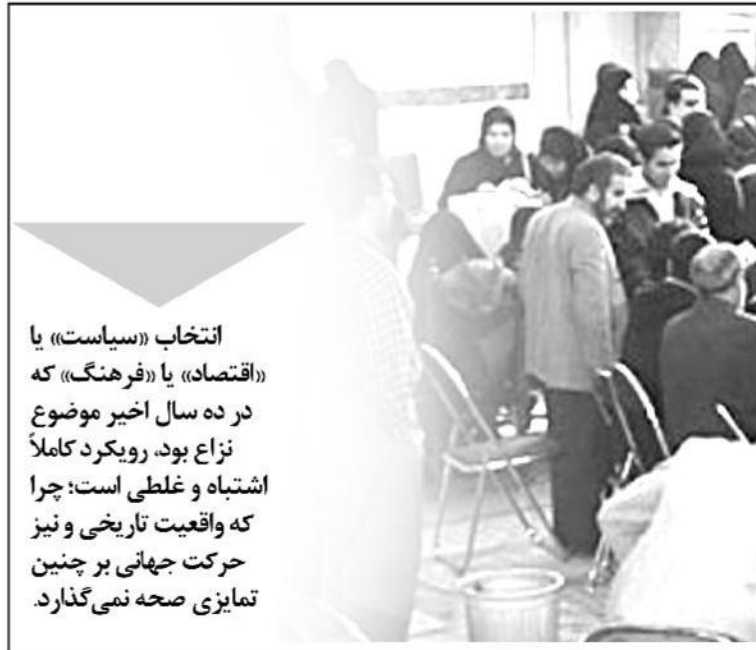 انتخاب «سیاست» یا
«اقتصاد» یا «فرهنگ» که
در ده سال اخیر موضوع
نزاع بود، رویکرد کاملاً
اشتباه و غلطی است؛ چرا
که واقعیت تاریخی و نیز
حرکت جهانی بر چنین
تمایزی صحه نمی‌گذارد.